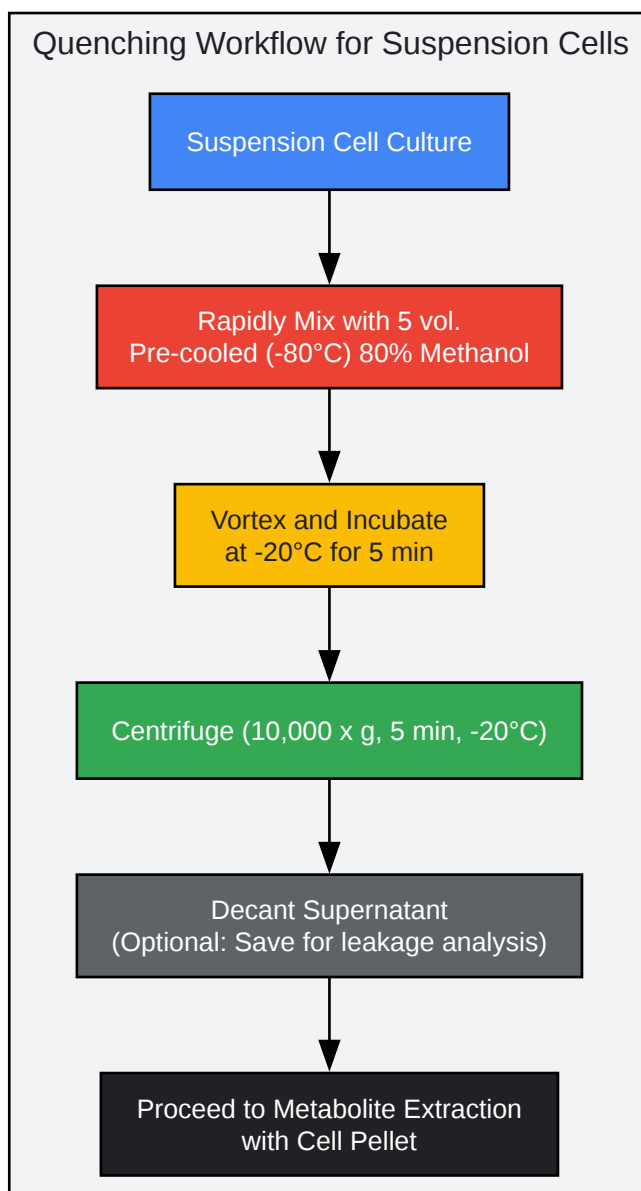 Quenching Workflow for Suspension Cells
Suspension Cell Culture
Rapidly Mix with 5 vol.
Pre-cooled (-80°C) 80% Methanol
Vortex and Incubate
at -20°C for 5 min
Centrifuge (10,000 x g, 5 min, -20°C)
Decant Supernatant
(Optional: Save for leakage analysis)
Proceed to Metabolite Extraction
with Cell Pellet